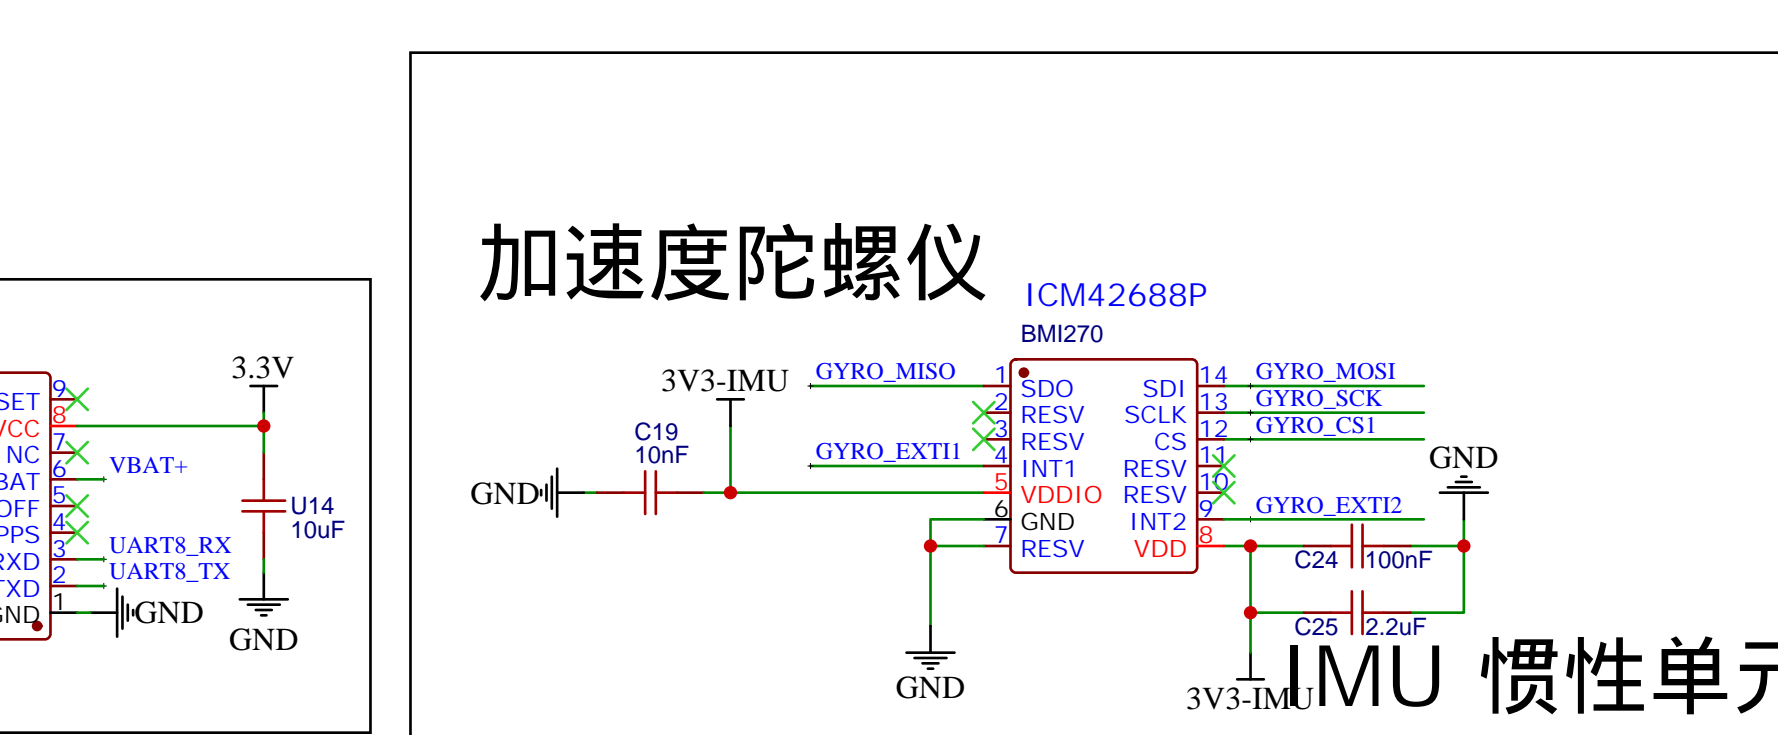 加速度陀螺仪
ICM42688P
BMI270
3.3V
9
SET
8
VCC
7
NC
6
BAT
VBAT+
5
OFF
4
PPS
3
RXD
UART8_RX
2
TXD
UART8_TX
1
GND
GND
U14
10uF
GND
3V3-IMU
C19
10nF
GND
GYRO_MISO
1
SDO
2
RESV
3
RESV
GYRO_EXTI1
4
INT1
5
VDDIO
6
GND
7
RESV
GND
SDI
14
GYRO_MOSI
SCLK
13
GYRO_SCK
CS
12
GYRO_CS1
RESV
11
RESV
10
INT2
9
GYRO_EXTI2
VDD
8
GND
C24
100nF
C25
2.2uF
3V3-IMU
IMU 惯性单元